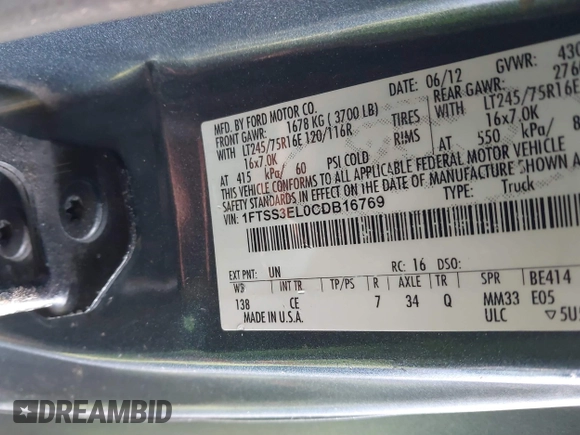 MFD. BY FORD MOTOR CO.
DATE: 06/12 GVWR:
FRONT GAWR: 1678 KG ( 3700 LB) REAR GAWR:
WITH LT245/75R16E 120/116R TIRES WITH LT245/75R16E
16x7.0K RIMS 16x7.0K
AT 415 kPa/ 60 PSI COLD AT 550 kPa/
THIS VEHICLE CONFORMS TO ALL APPLICABLE FEDERAL MOTOR VEHICLE
SAFETY STANDARDS IN EFFECT ON THE DATE OF MANUFACTURE SHOWN
VIN: 1FTSS3EL0CDB16769 TYPE: Truck
EXT PNT: UN RC: 16 DSO:
WB INT TR TP/PS R AXLE TR SPR BE414
138 CE 7 34 Q MM33 E05
MADE IN U.S.A. ULC ▽5U5
DREAMBID